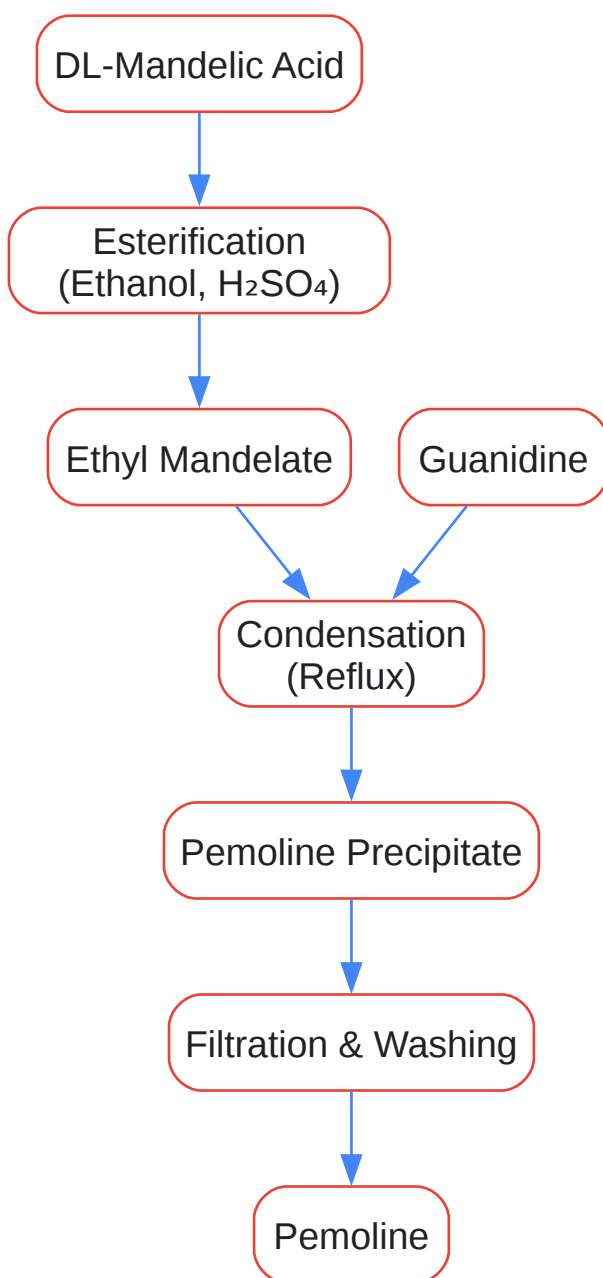 DL-Mandelic Acid
Esterification
(Ethanol, H₂SO₄)
Ethyl Mandelate
Guanidine
Condensation
(Reflux)
Pemoline Precipitate
Filtration & Washing
Pemoline